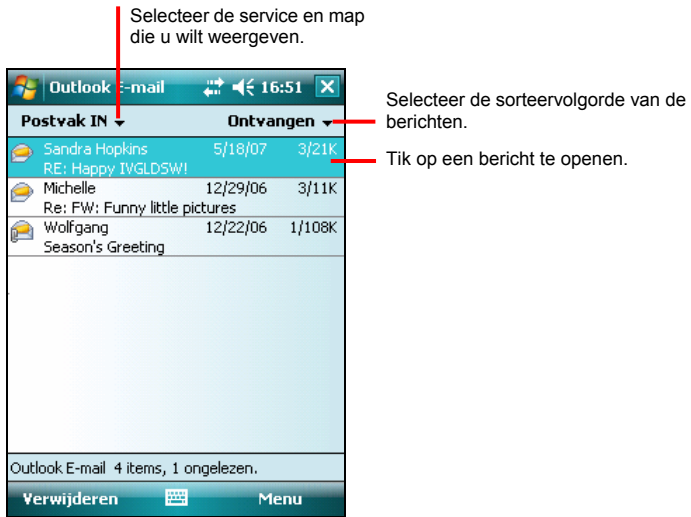 Selecteer de service en map
die u wilt weergeven.
Outlook E-mail 16:51
Postvak IN Ontvangen
Sandra Hopkins 5/18/07 3/21K
RE: Happy IVGLDSW!
Michelle 12/29/06 3/11K
Re: FW: Funny little pictures
Wolfgang 12/22/06 1/108K
Season's Greeting
Outlook E-mail 4 items, 1 ongelezen.
Verwijderen Menu
Selecteer de sorteervolgorde van de
berichten.
Tik op een bericht te openen.